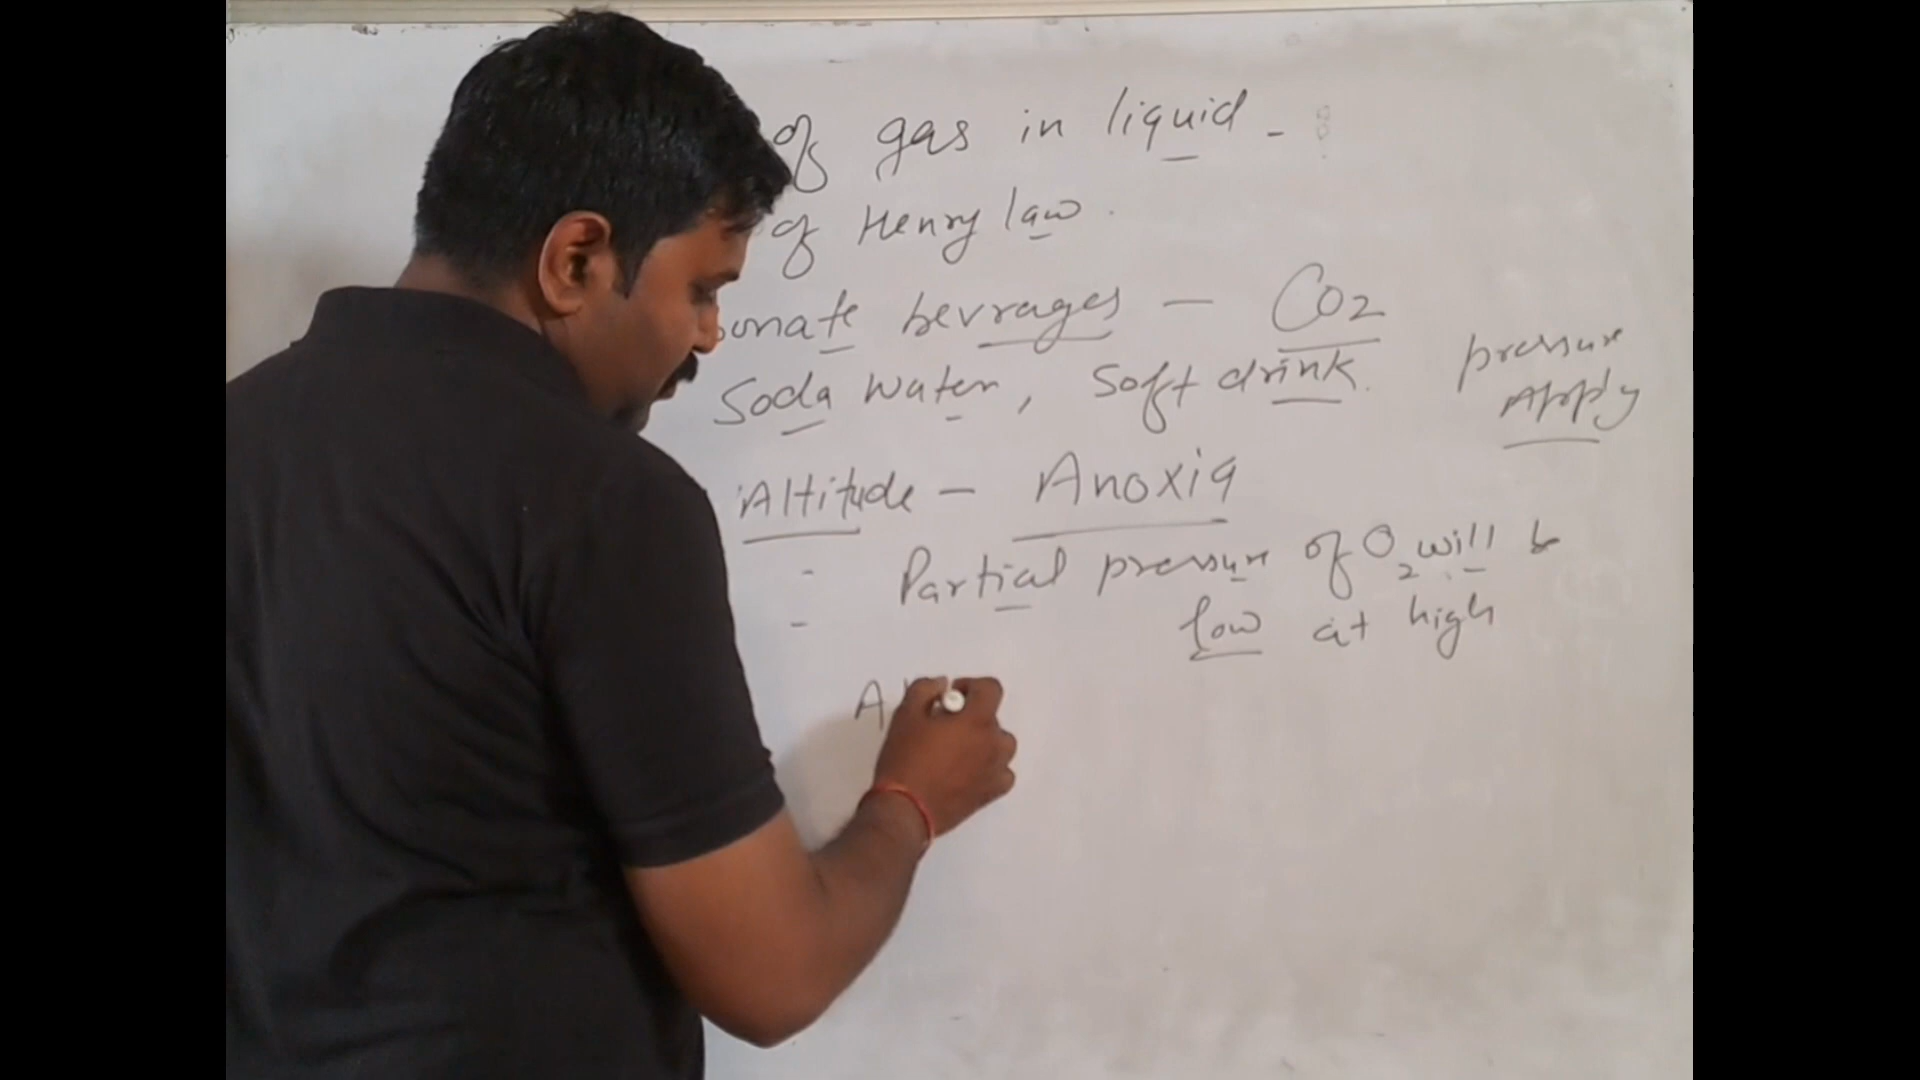 of gas in liquid - :
of Henry law.
onate bevrages - CO2
Soda water, Soft drink. pressure
Apply
Altitude - Anoxia
- Partial pressure of O2 will b
- low at high
A